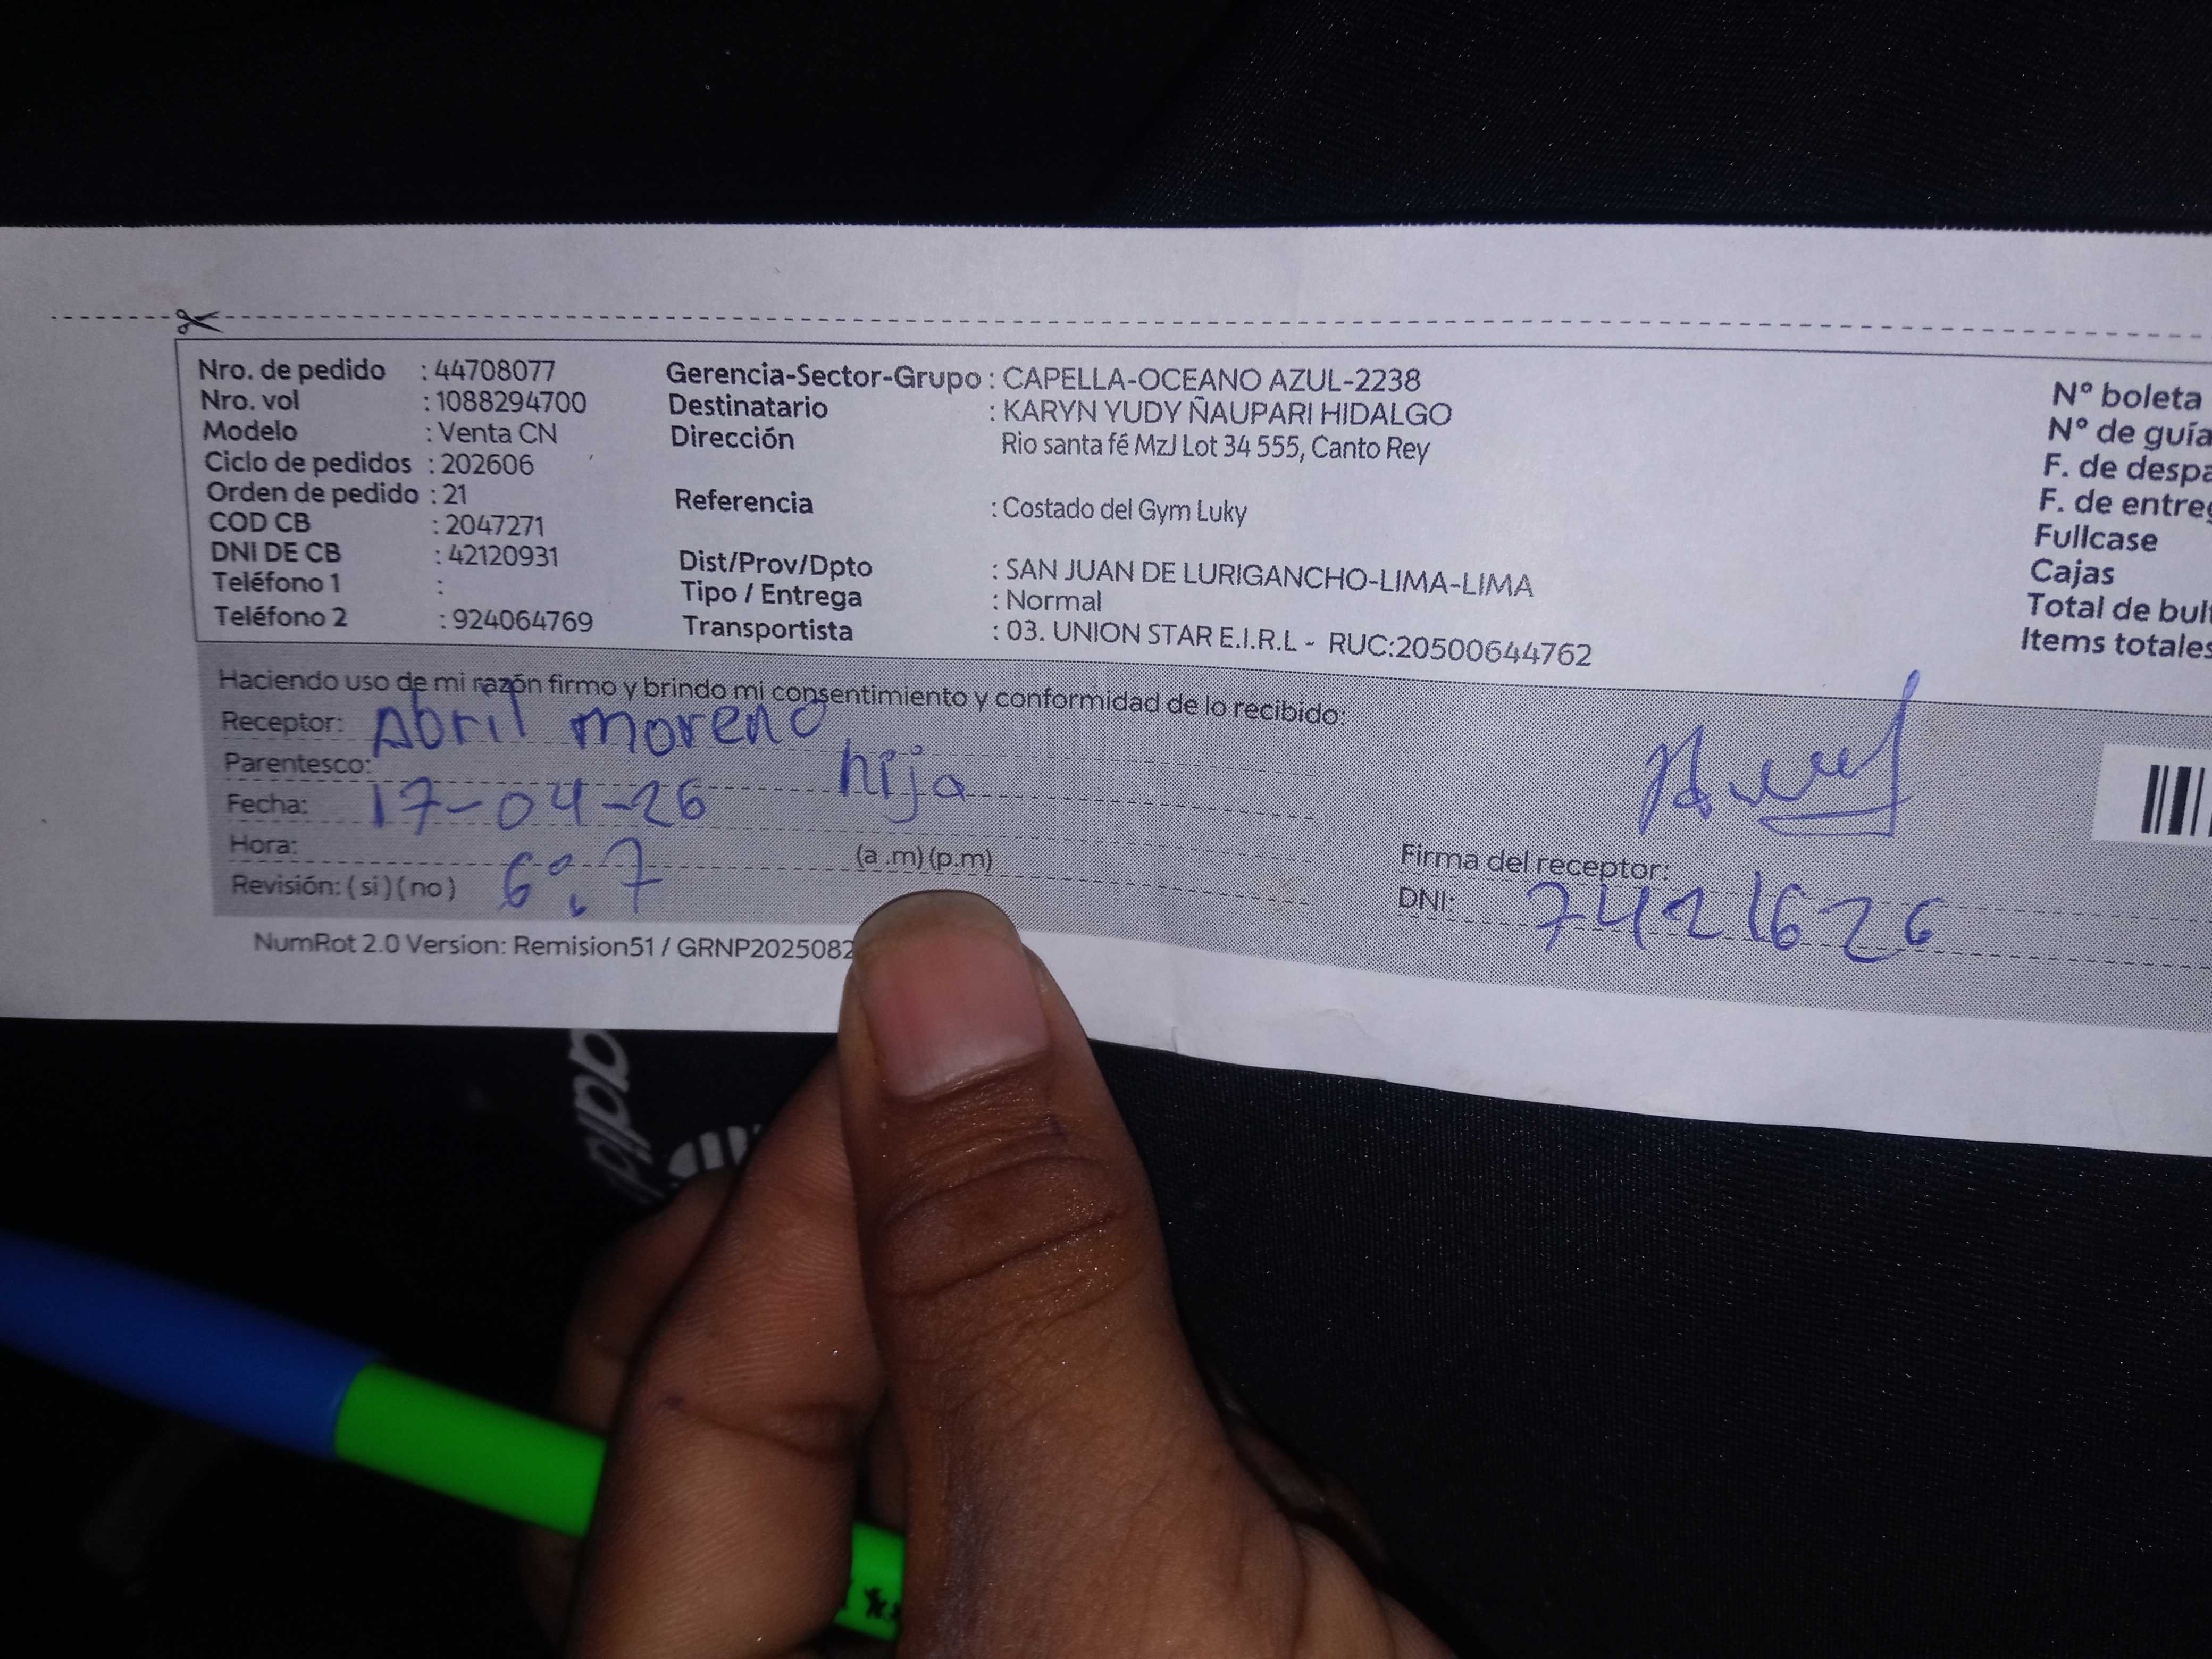 Nro. de pedido : 44708077
Nro. vol : 1088294700
Modelo : Venta CN
Ciclo de pedidos : 202606
Orden de pedido : 21
COD CB : 2047271
DNI DE CB : 42120931
Teléfono 1 :
Teléfono 2 : 924064769
Gerencia-Sector-Grupo : CAPELLA-OCEANO AZUL-2238
Destinatario : KARYN YUDY ÑAUPARI HIDALGO
Dirección Rio santa fé MzJ Lot 34 555, Canto Rey
Referencia : Costado del Gym Luky
Dist/Prov/Dpto : SAN JUAN DE LURIGANCHO-LIMA-LIMA
Tipo / Entrega : Normal
Transportista : 03. UNION STAR E.I.R.L - RUC:20500644762
N° boleta
N° de guía
F. de despa
F. de entreg
Fullcase
Cajas
Total de bult
Items totales
Haciendo uso de mi razón firmo y brindo mi consentimiento y conformidad de lo recibido:
Receptor: Abril moreno
Parentesco: hija
Fecha: 17-04-26
Hora: 6:7 (a .m) (p.m)
Revisión: ( si ) ( no )
Firma del receptor:
DNI: 7421626
NumRot 2.0 Version: Remision51 / GRNP2025082